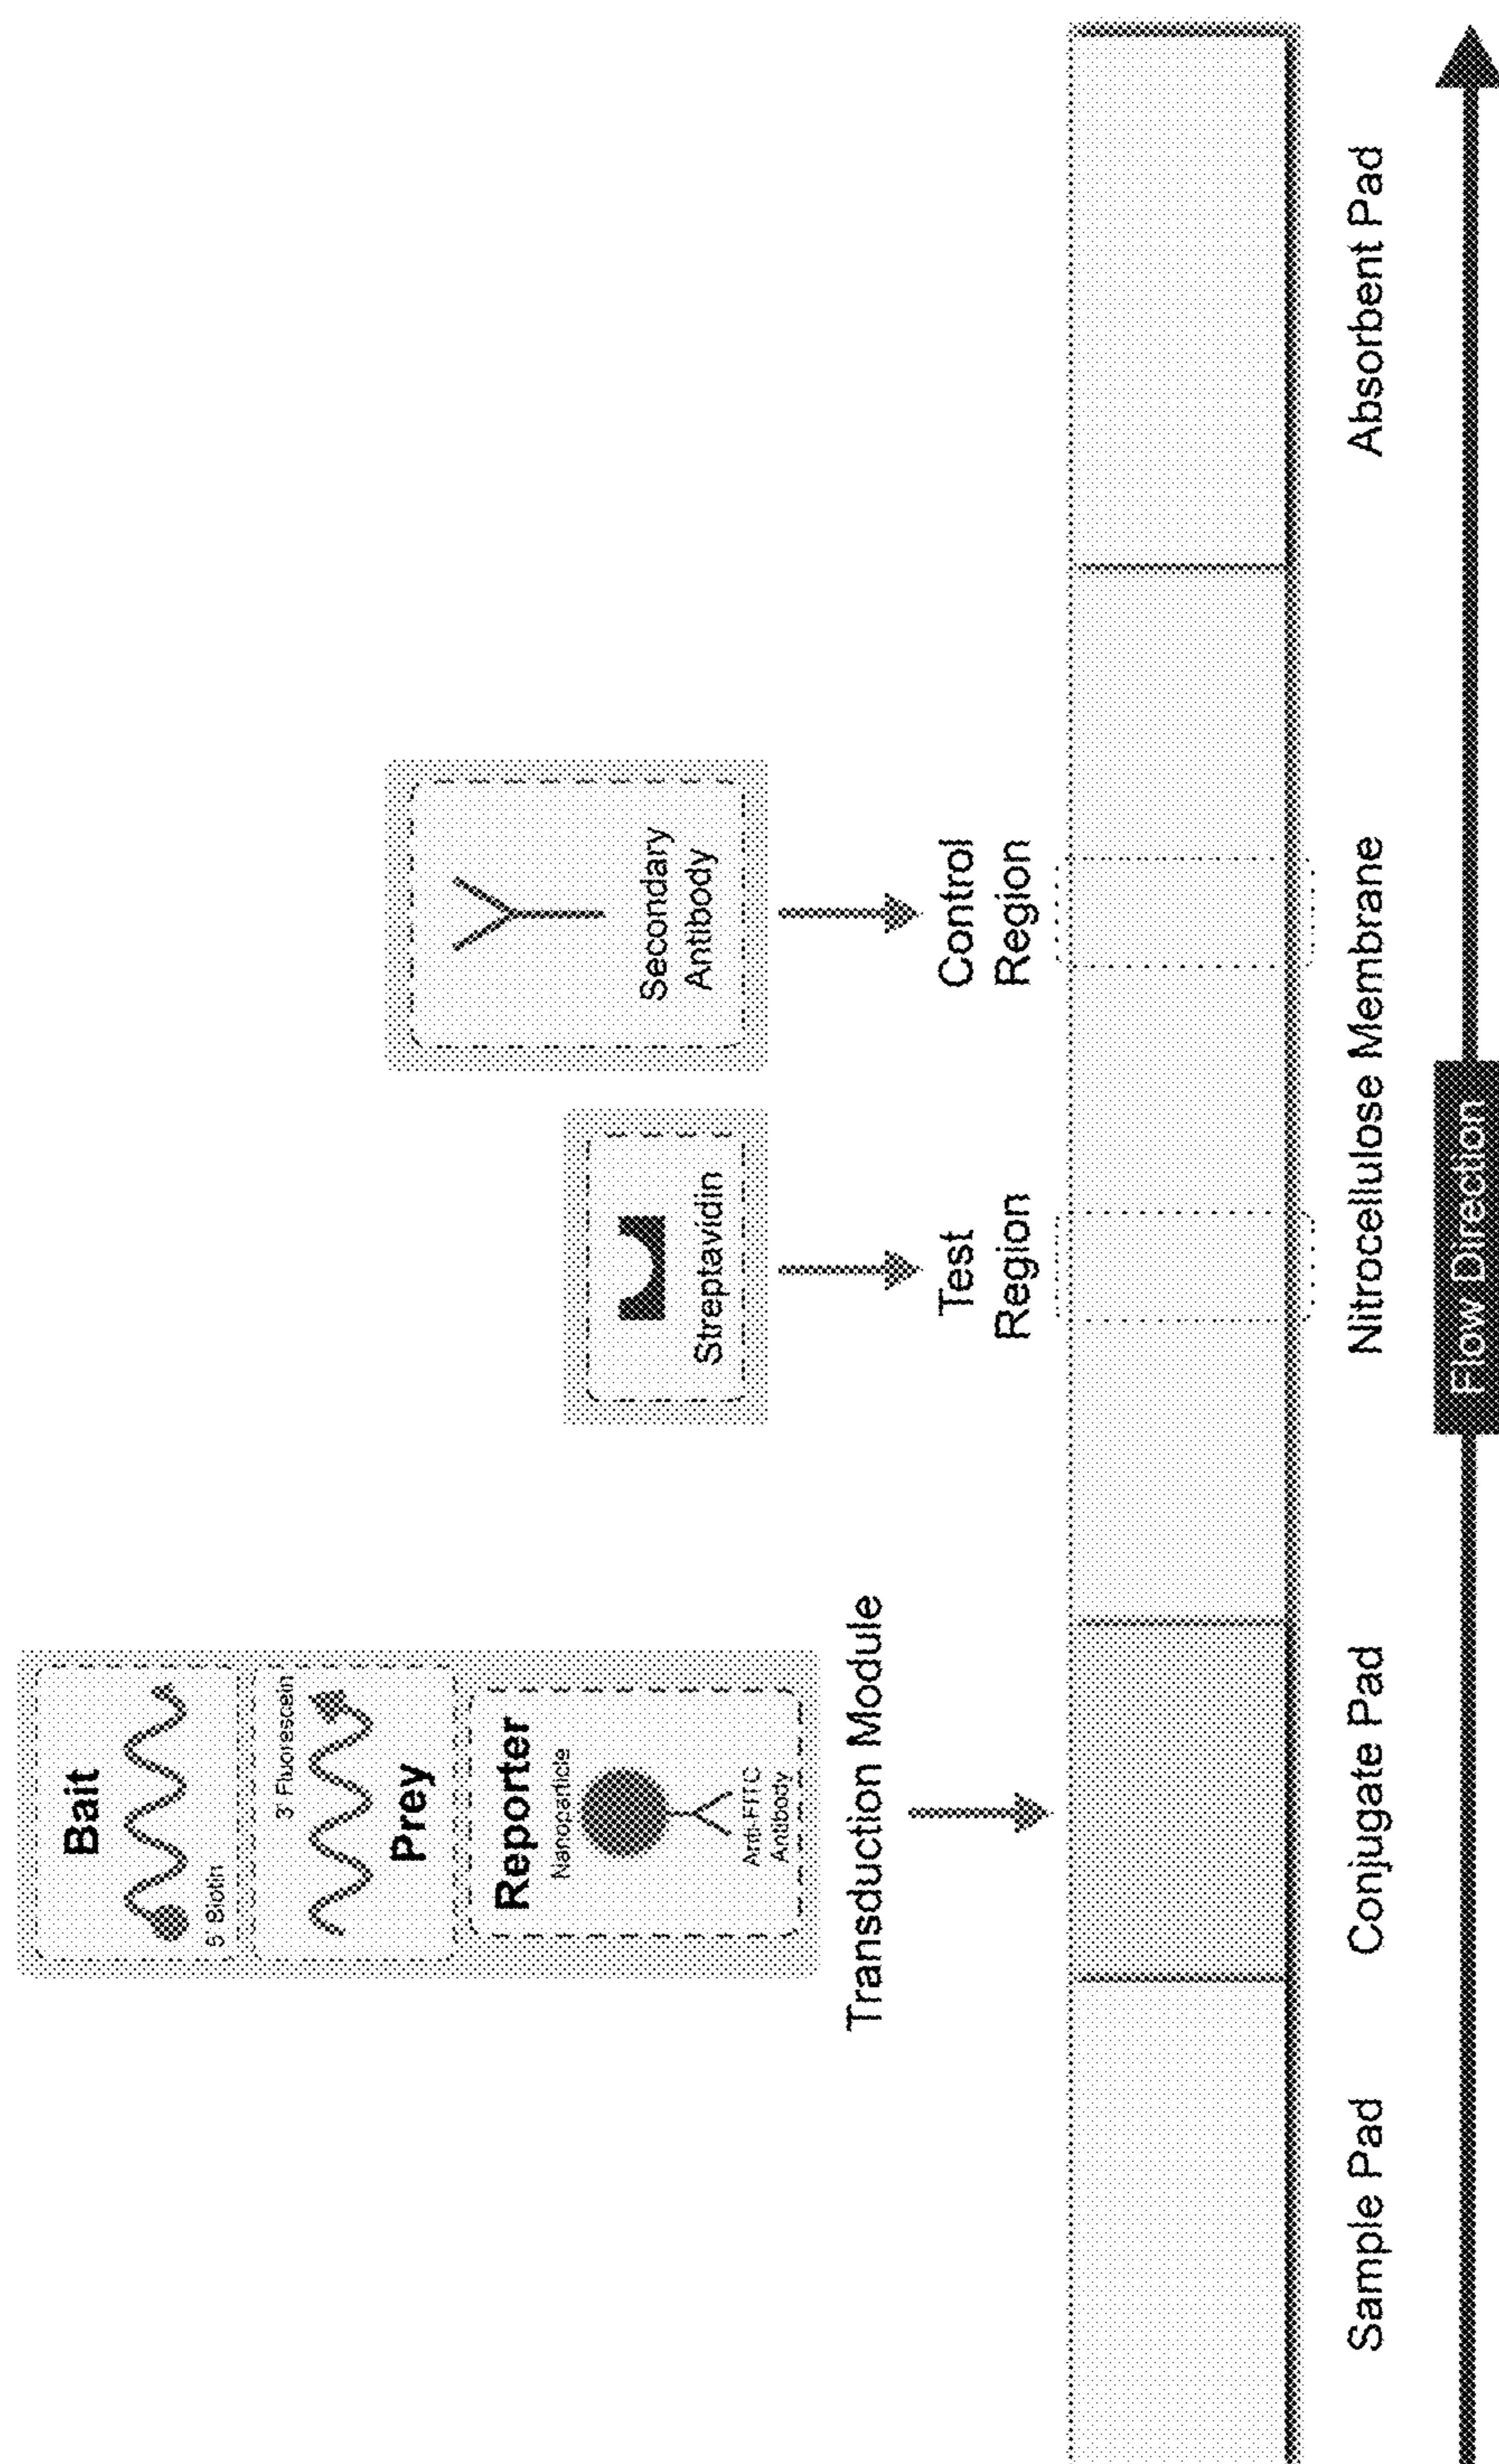 Bait
5' Biotin
3' Fluorescein
Prey
Reporter
Nanoparticle
Anti-FITC
Antibody
Transduction Module
Streptavidin
Secondary
Antibody
Test
Region
Control
Region
Sample Pad
Conjugate Pad
Nitrocellulose Membrane
Absorbent Pad
Flow Direction